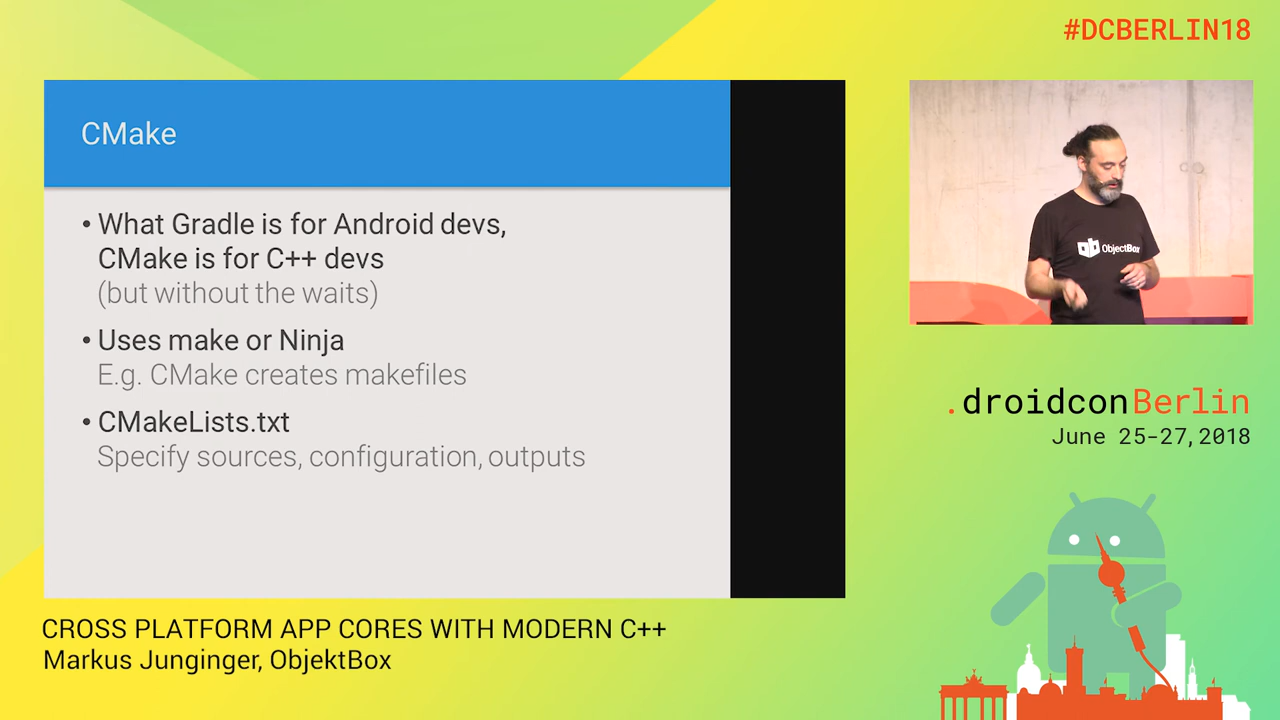 #DCBERLIN18
CMake
• What Gradle is for Android devs,
CMake is for C++ devs
(but without the waits)
• Uses make or Ninja
E.g. CMake creates makefiles
• CMakeLists.txt
Specify sources, configuration, outputs
ObjectBox
.droidconBerlin
June 25-27, 2018
CROSS PLATFORM APP CORES WITH MODERN C++
Markus Junginger, ObjektBox